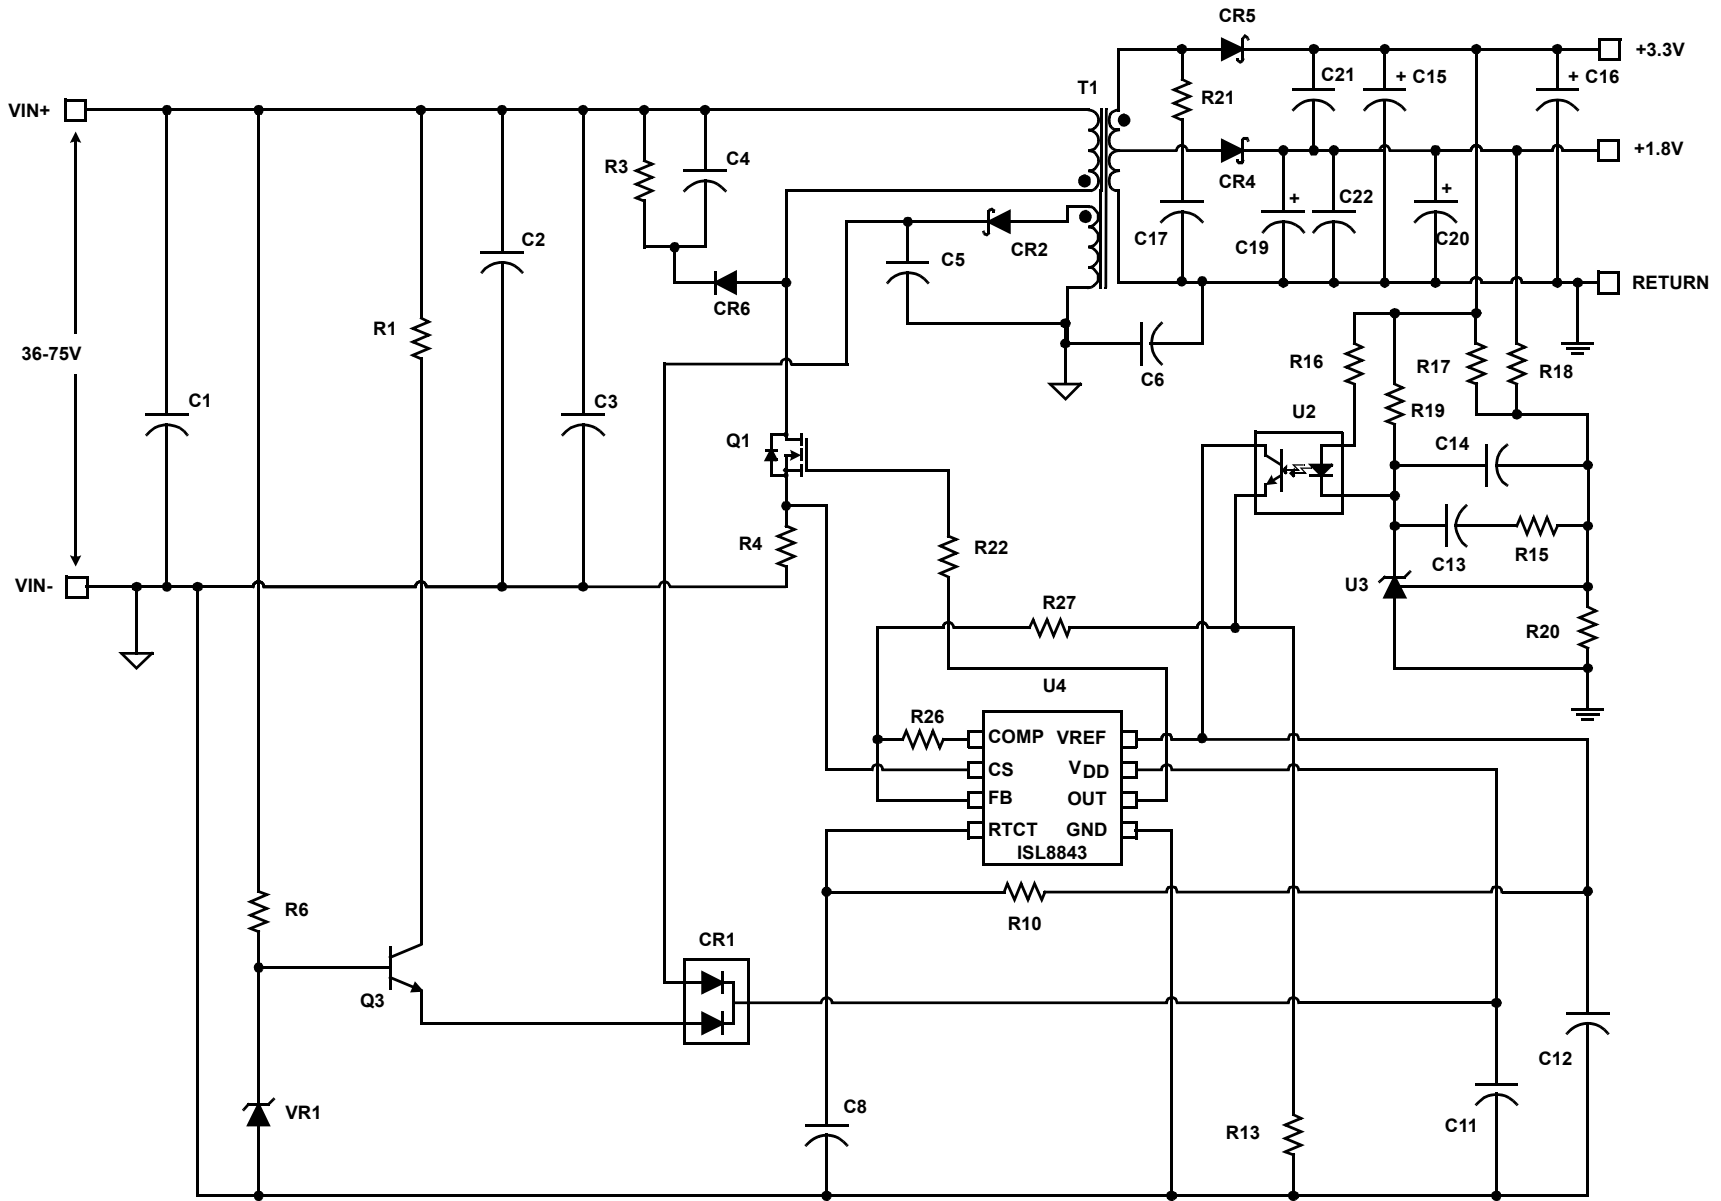 CR5
+3.3V
C21
+ C15
+ C16
T1
R21
VIN+
+1.8V
R3
C4
CR4
+
C22
+
C17
C19
C20
C2
C5
CR2
RETURN
CR6
R1
36-75V
C6
R16
R17
R18
C1
C3
R19
U2
Q1
C14
R4
R22
C13
R15
VIN-
U3
R27
R20
U4
R26
COMP
VREF
CS
VDD
FB
OUT
RTCT
GND
ISL8843
R6
R10
CR1
Q3
C12
VR1
C8
C11
R13